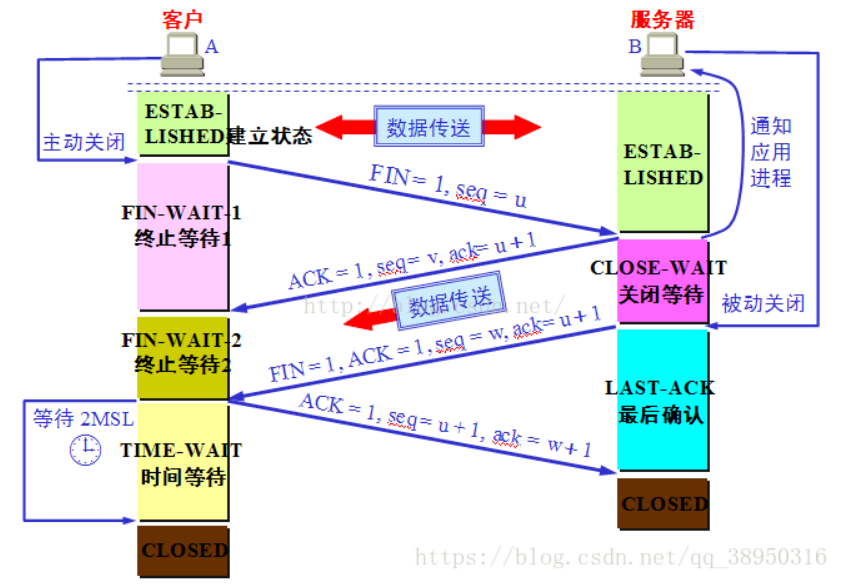 客户
服务器
A
B
ESTAB-
LISHED建立状态
数据传送
主动关闭
ESTAB-
LISHED
通知
应用
进程
FIN= 1, seq = u
FIN-WAIT-1
终止等待1
ACK = 1, seq= v, ack= u+1
CLOSE-WAIT
关闭等待
数据传送
被动关闭
FIN-WAIT-2
终止等待2
FIN=1, ACK = 1, seq = w, ack= u+1
LAST-ACK
最后确认
等待 2MSL
ACK = 1, seq= u+1, ack = w+1
TIME-WAIT
时间等待
CLOSED
CLOSED
https://blog.csdn.net/qq_38950316